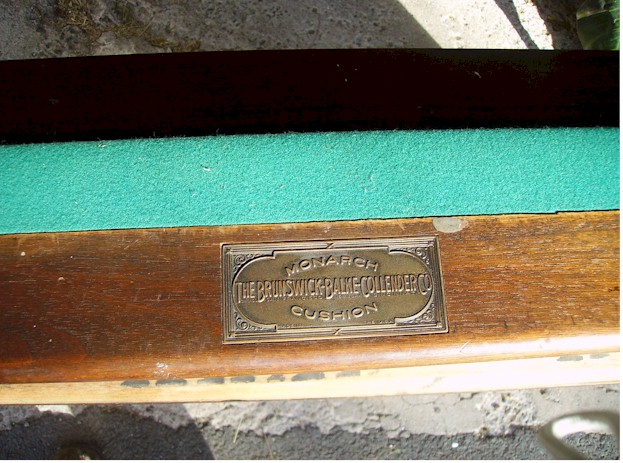 MONARCH
THE BRUNSWICK-BALKE-COLLENDER CO
CUSHION